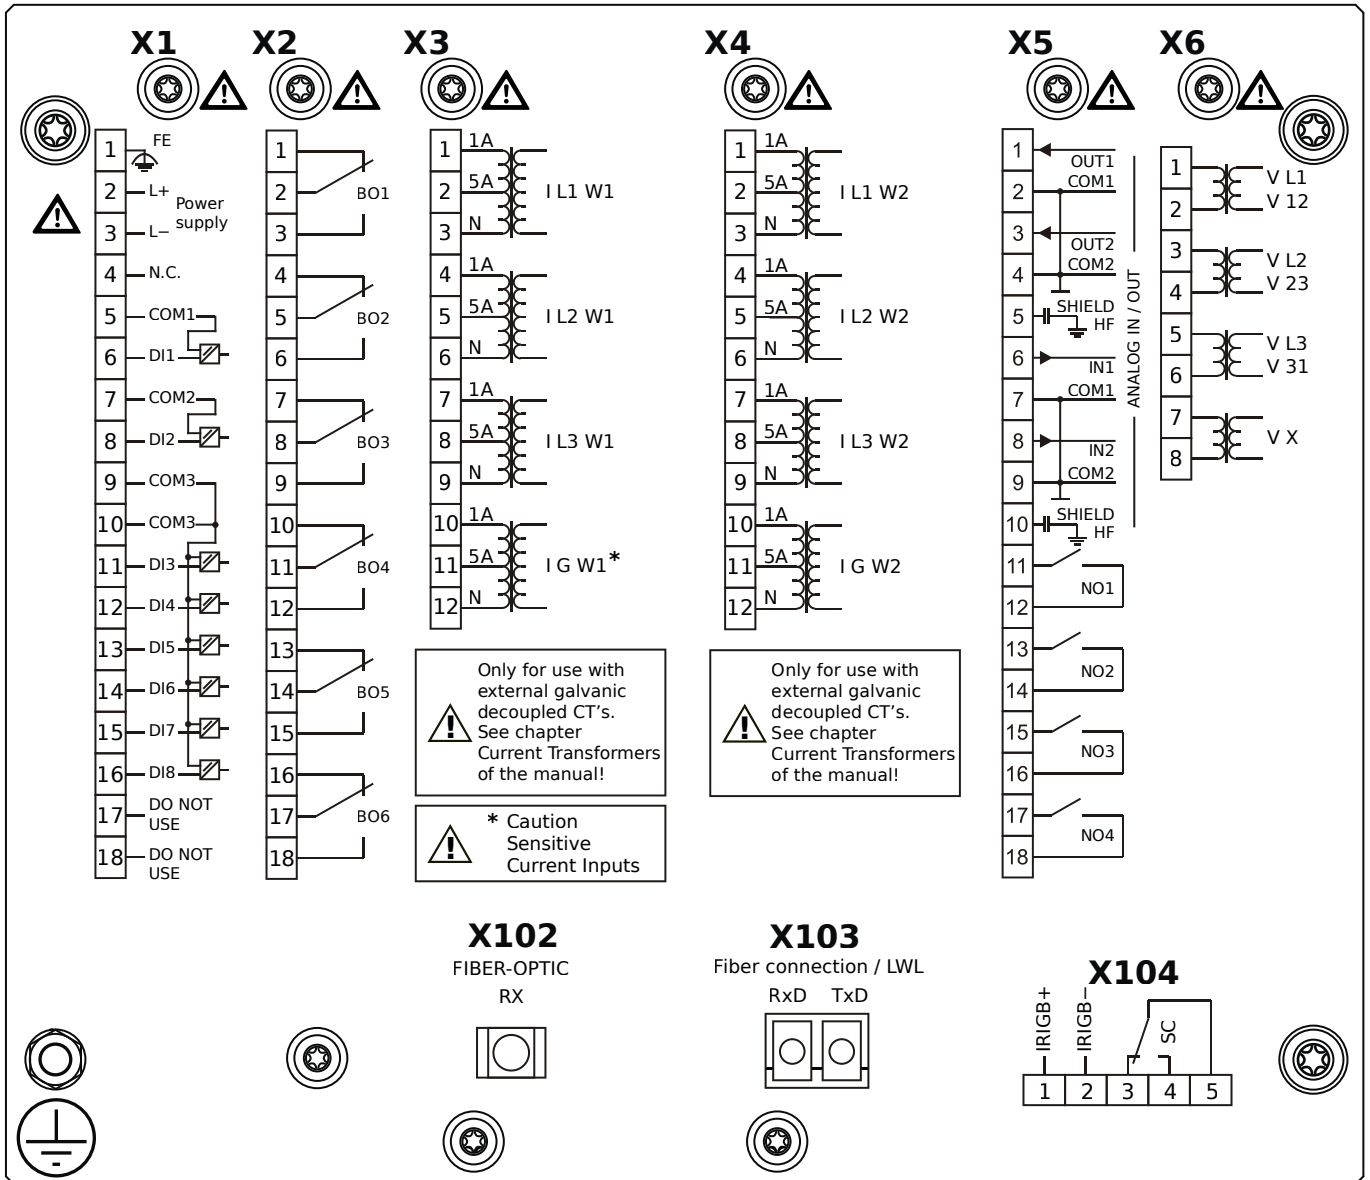 X1
X2
X3
X4
X5
X6
1 FE
2 L+ Power
3 L− supply
4 N.C.
5 COM1
6 DI1
7 COM2
8 DI2
9 COM3
10 COM3
11 DI3
12 DI4
13 DI5
14 DI6
15 DI7
16 DI8
17 DO NOT
USE
18 DO NOT
USE
1
2 BO1
3
4
5 BO2
6
7
8 BO3
9
10
11 BO4
12
13
14 BO5
15
16
17 BO6
18
1 1A
2 5A I L1 W1
3 N
4 1A
5 5A I L2 W1
6 N
7 1A
8 5A I L3 W1
9 N
10 1A
11 5A I G W1*
12 N
Only for use with
external galvanic
decoupled CT's.
See chapter
Current Transformers
of the manual!
* Caution
Sensitive
Current Inputs
1 1A
2 5A I L1 W2
3 N
4 1A
5 5A I L2 W2
6 N
7 1A
8 5A I L3 W2
9 N
10 1A
11 5A I G W2
12 N
Only for use with
external galvanic
decoupled CT's.
See chapter
Current Transformers
of the manual!
1 OUT1
2 COM1
3 OUT2
4 COM2
5 SHIELD
HF
6 IN1
7 COM1
8 IN2
9 COM2
10 SHIELD
HF
ANALOG IN / OUT
11
NO1
12
13
NO2
14
15
NO3
16
17
NO4
18
1 V L1
2 V 12
3 V L2
4 V 23
5 V L3
6 V 31
7 V X
8
X102
FIBER-OPTIC
RX
X103
Fiber connection / LWL
RxD TxD
X104
IRIGB+ IRIGB− SC
1 2 3 4 5